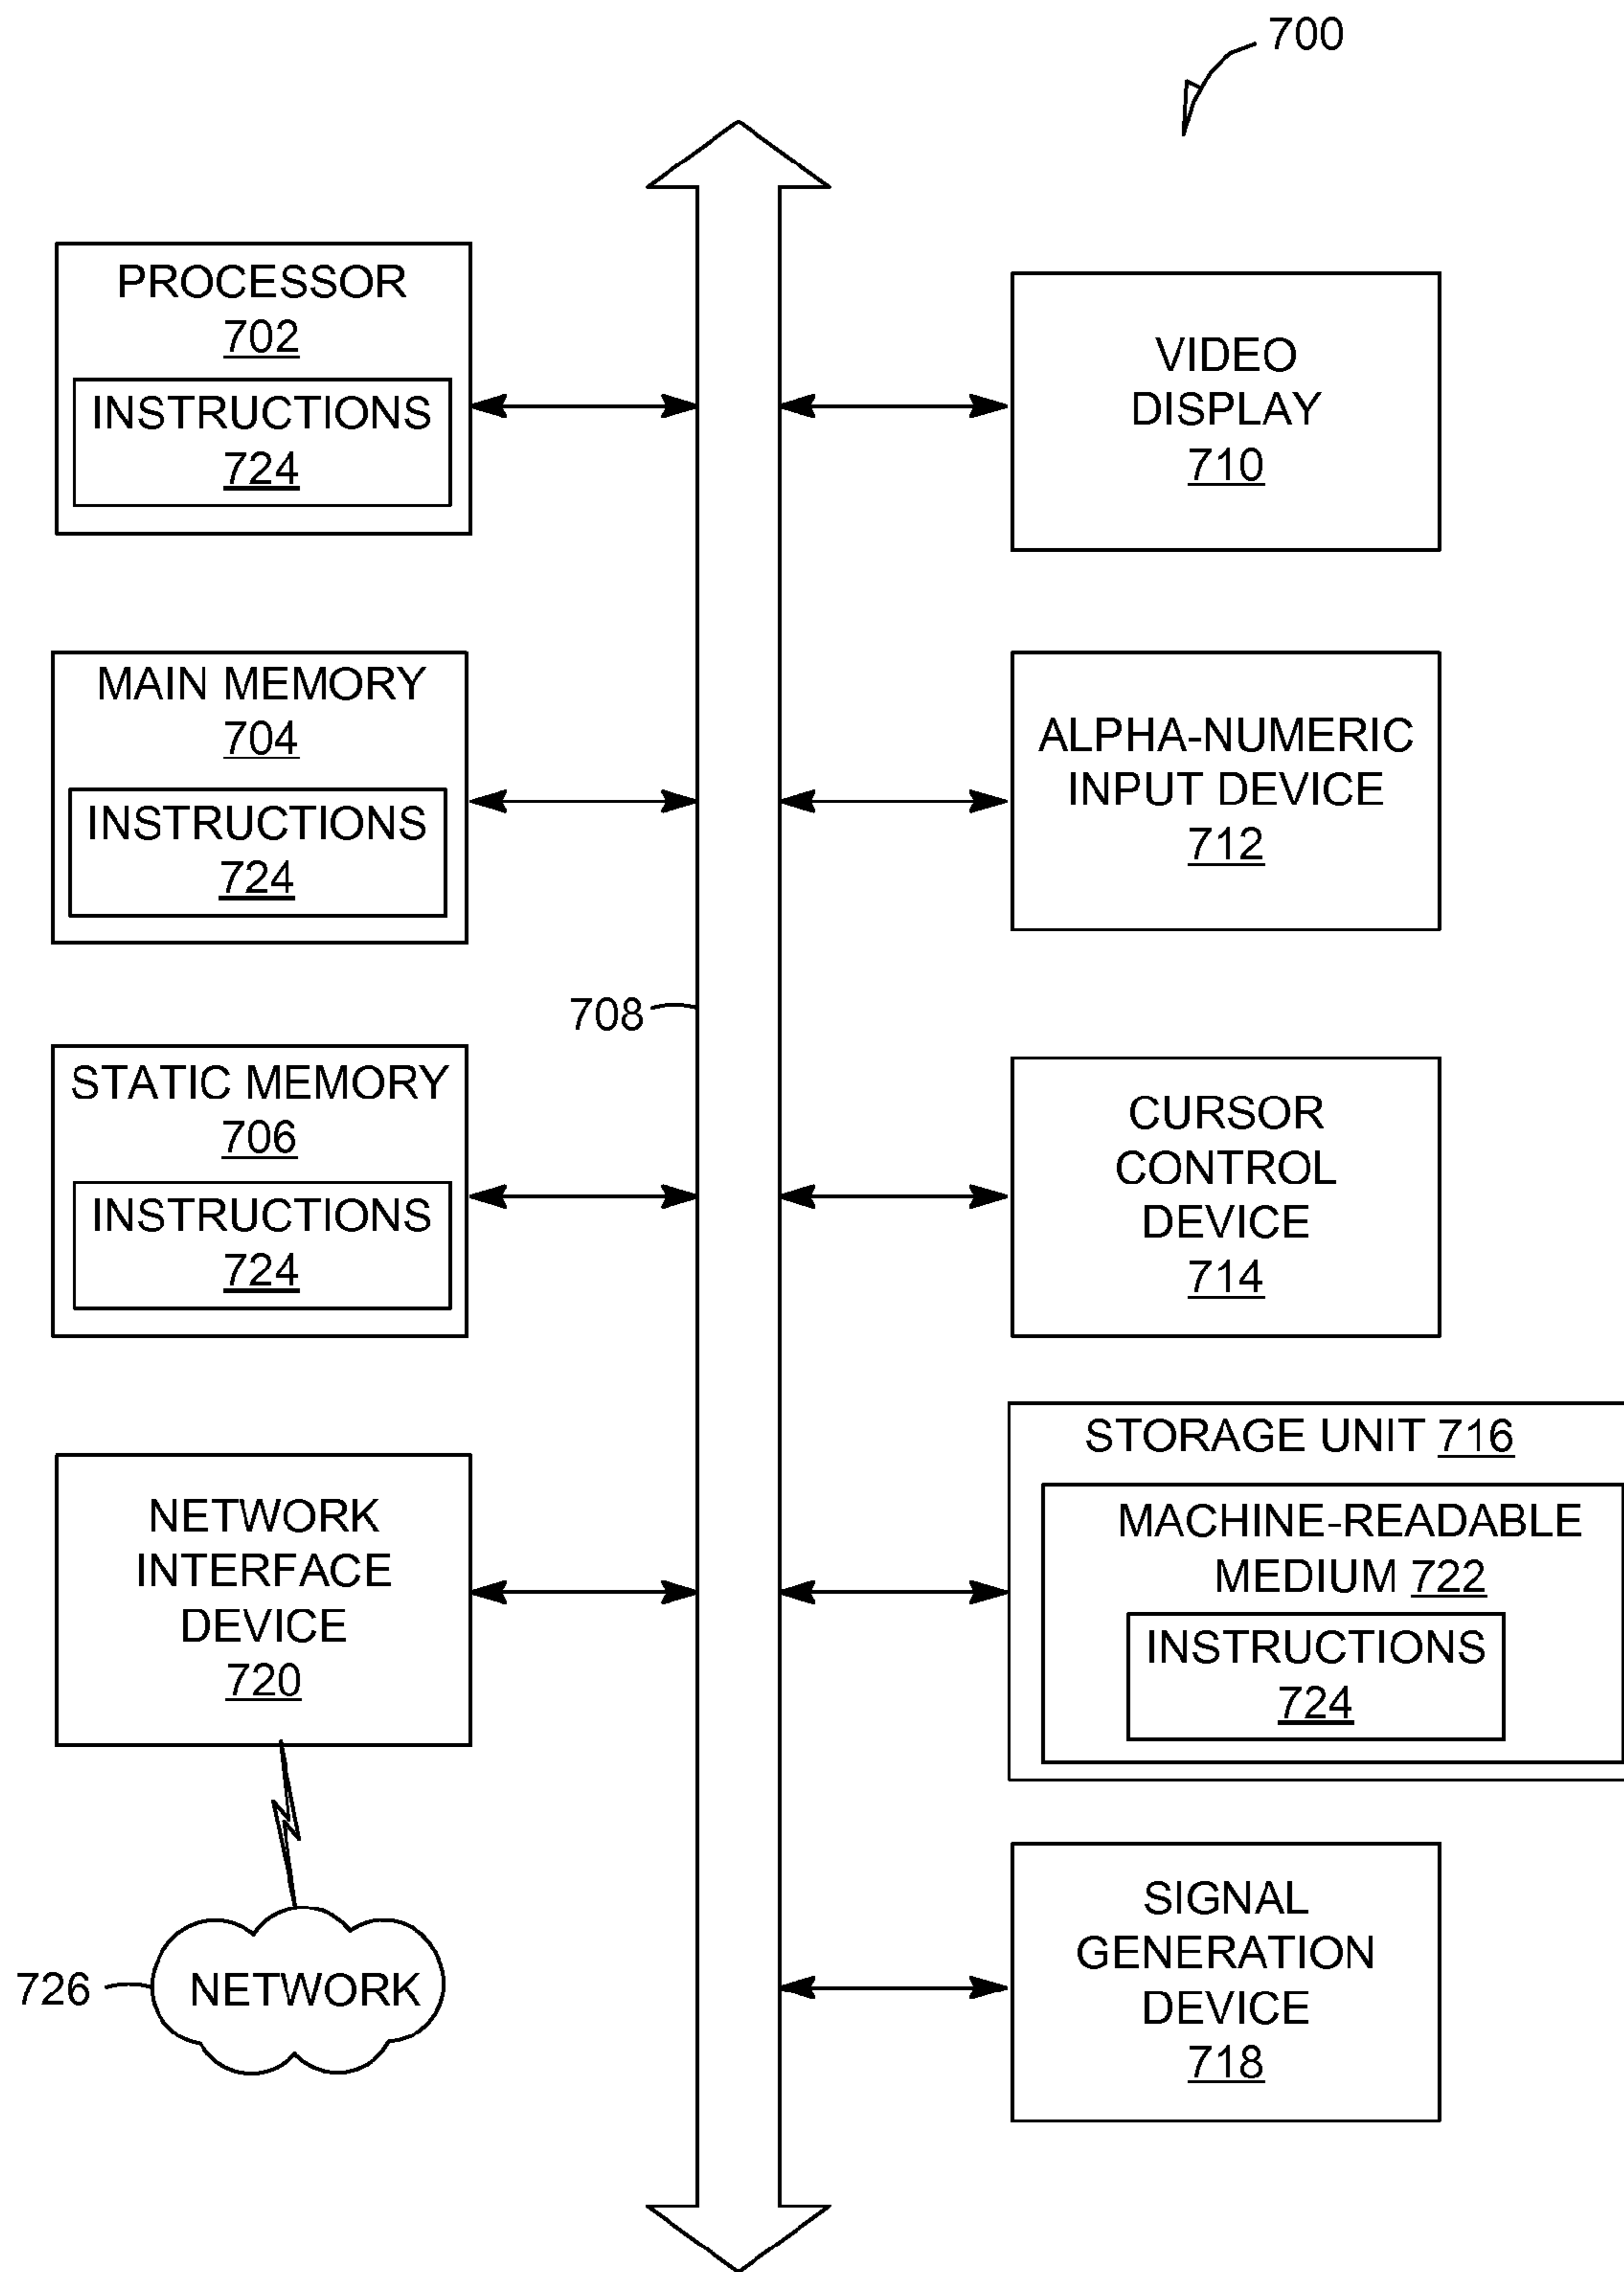 700
PROCESSOR
702
INSTRUCTIONS
724
MAIN MEMORY
704
INSTRUCTIONS
724
708
STATIC MEMORY
706
INSTRUCTIONS
724
NETWORK
INTERFACE
DEVICE
720
726
NETWORK
VIDEO
DISPLAY
710
ALPHA-NUMERIC
INPUT DEVICE
712
CURSOR
CONTROL
DEVICE
714
STORAGE UNIT 716
MACHINE-READABLE
MEDIUM 722
INSTRUCTIONS
724
SIGNAL
GENERATION
DEVICE
718